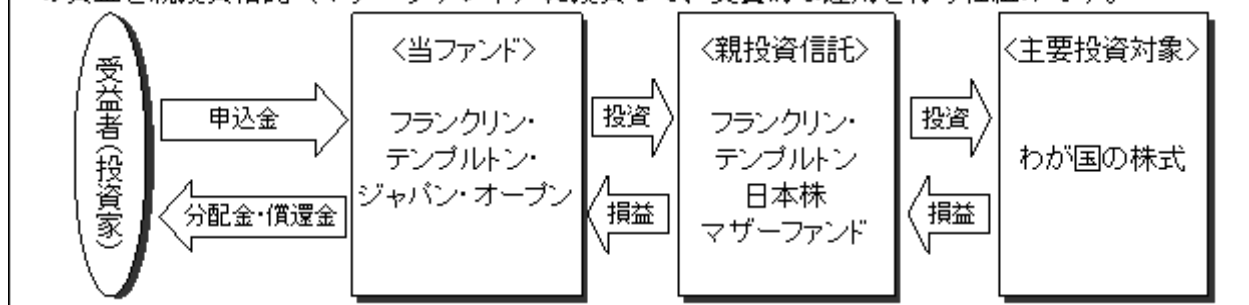 受益者(投資家)
申込金
分配金・償還金
〈当ファンド〉
フランクリン・
テンプルトン・
ジャパン・オープン
投資
損益
〈親投資信託〉
フランクリン・
テンプルトン
日本株
マザーファンド
投資
損益
〈主要投資対象〉
わが国の株式